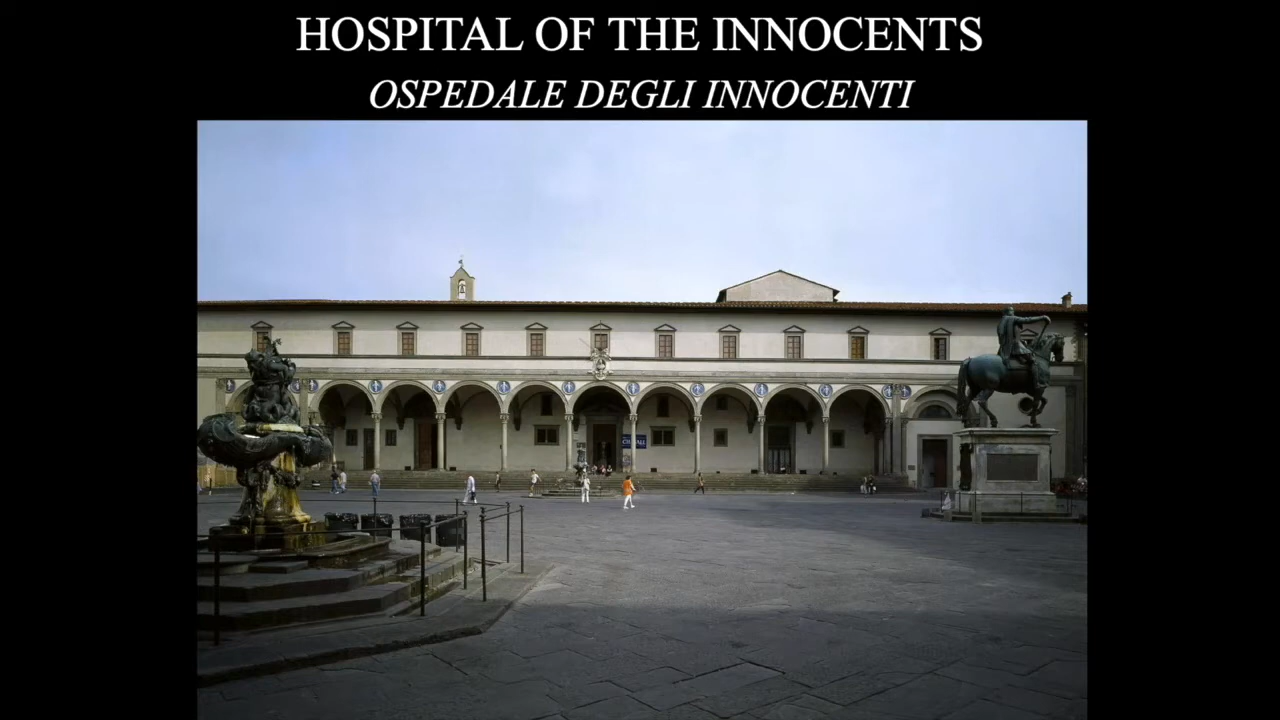 HOSPITAL OF THE INNOCENTS
OSPEDALE DEGLI INNOCENTI